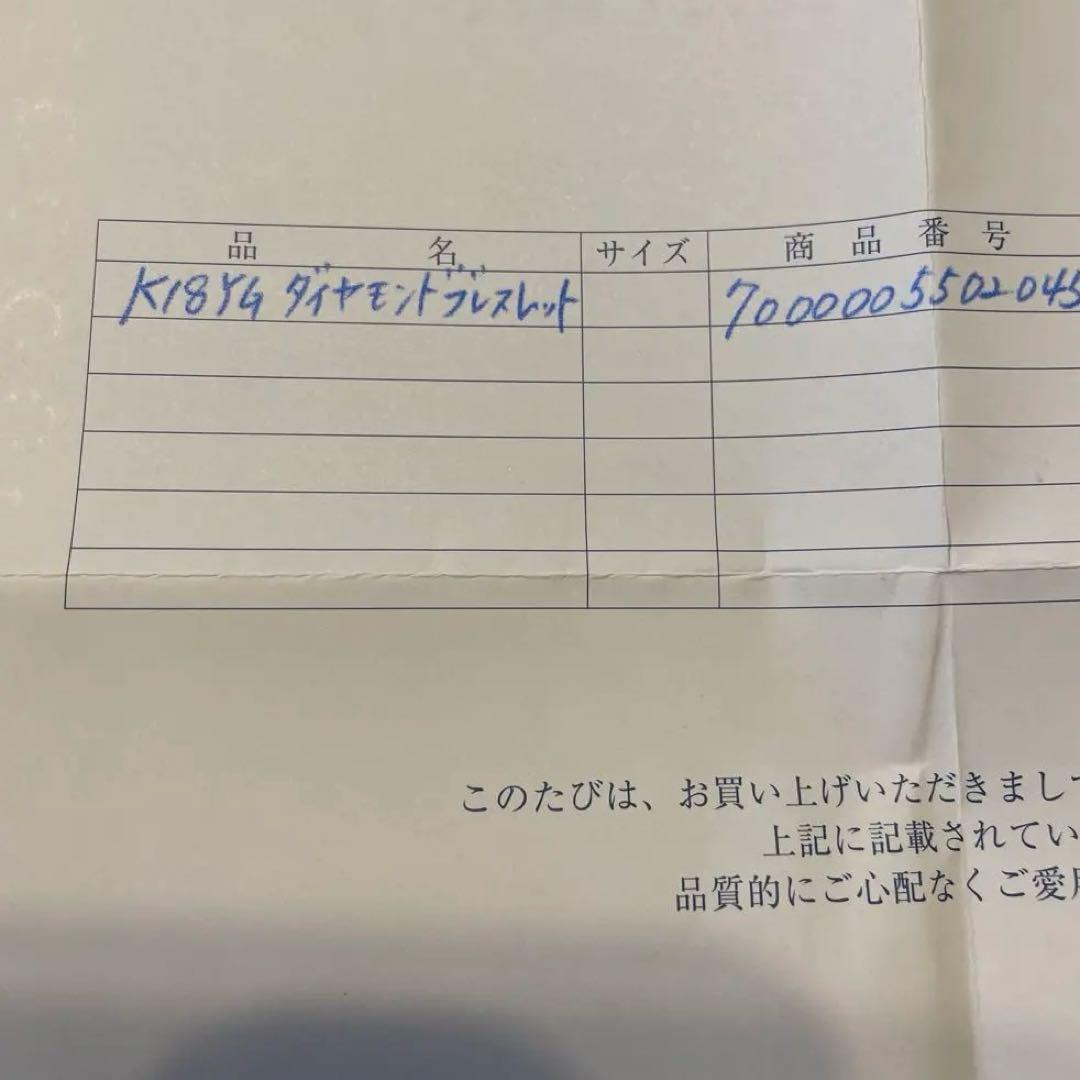 品名 サイズ 商品番号
K18YG ダイヤモンドブレスレット 7000005502045
このたびは、お買い上げいただきまして
上記に記載されてい
品質的にご心配なくご愛用